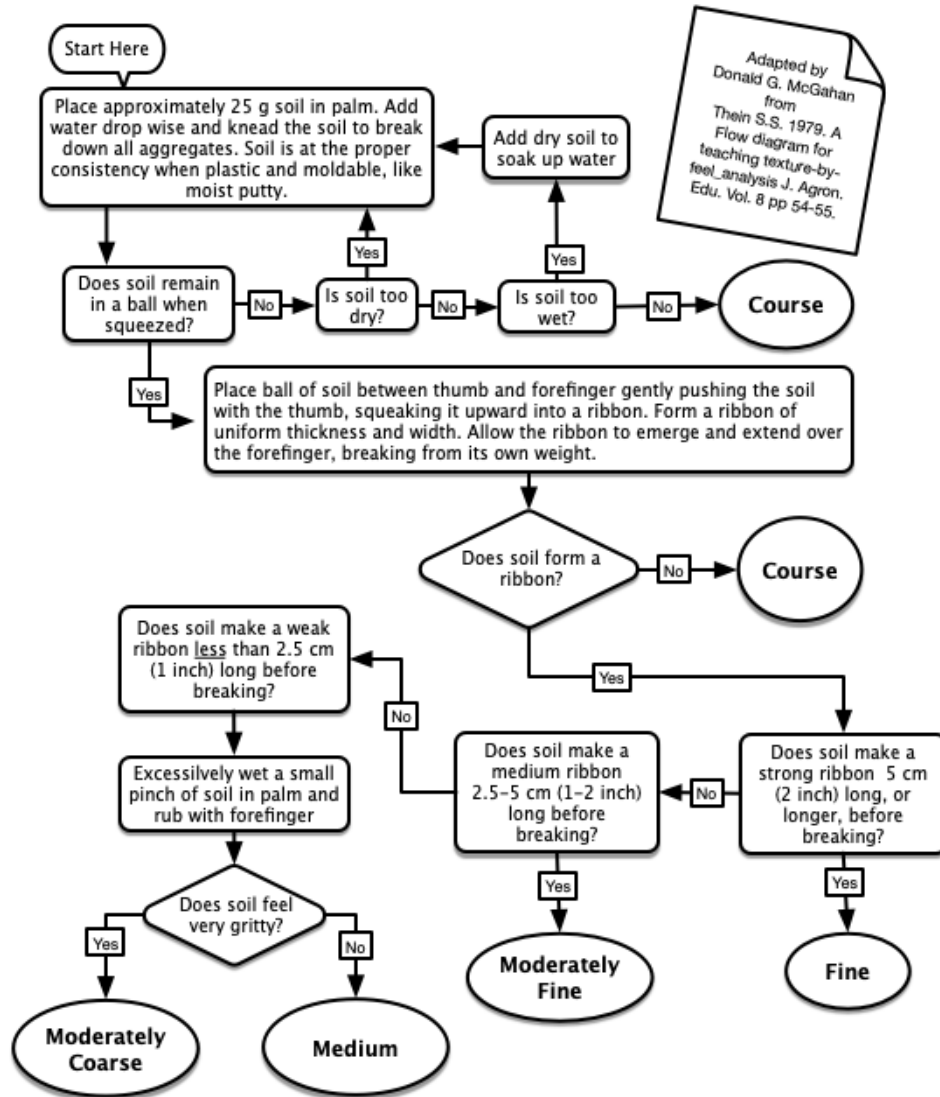 Start Here
Place approximately 25 g soil in palm. Add
water drop wise and knead the soil to break
down all aggregates. Soil is at the proper
consistency when plastic and moldable, like
moist putty.
Add dry soil to
soak up water
Adapted by
Donald G. McGahan
from
Thein S.S. 1979. A
Flow diagram for
teaching texture-by-
feel_analysis J. Agron.
Edu. Vol. 8 pp 54-55.
Yes
Yes
Does soil remain
in a ball when
squeezed?
No
Is soil too
dry?
No
Is soil too
wet?
No
Course
Yes
Place ball of soil between thumb and forefinger gently pushing the soil
with the thumb, squeaking it upward into a ribbon. Form a ribbon of
uniform thickness and width. Allow the ribbon to emerge and extend over
the forefinger, breaking from its own weight.
Does soil form a
ribbon?
No
Course
Yes
Does soil make a weak
ribbon less than 2.5 cm
(1 inch) long before
breaking?
No
Does soil make a
medium ribbon
2.5-5 cm (1-2 inch)
long before
breaking?
No
Does soil make a
strong ribbon 5 cm
(2 inch) long, or
longer, before
breaking?
Excessilvely wet a small
pinch of soil in palm and
rub with forefinger
Yes
Yes
Does soil feel
very gritty?
Yes
No
Moderately
Fine
Fine
Moderately
Coarse
Medium